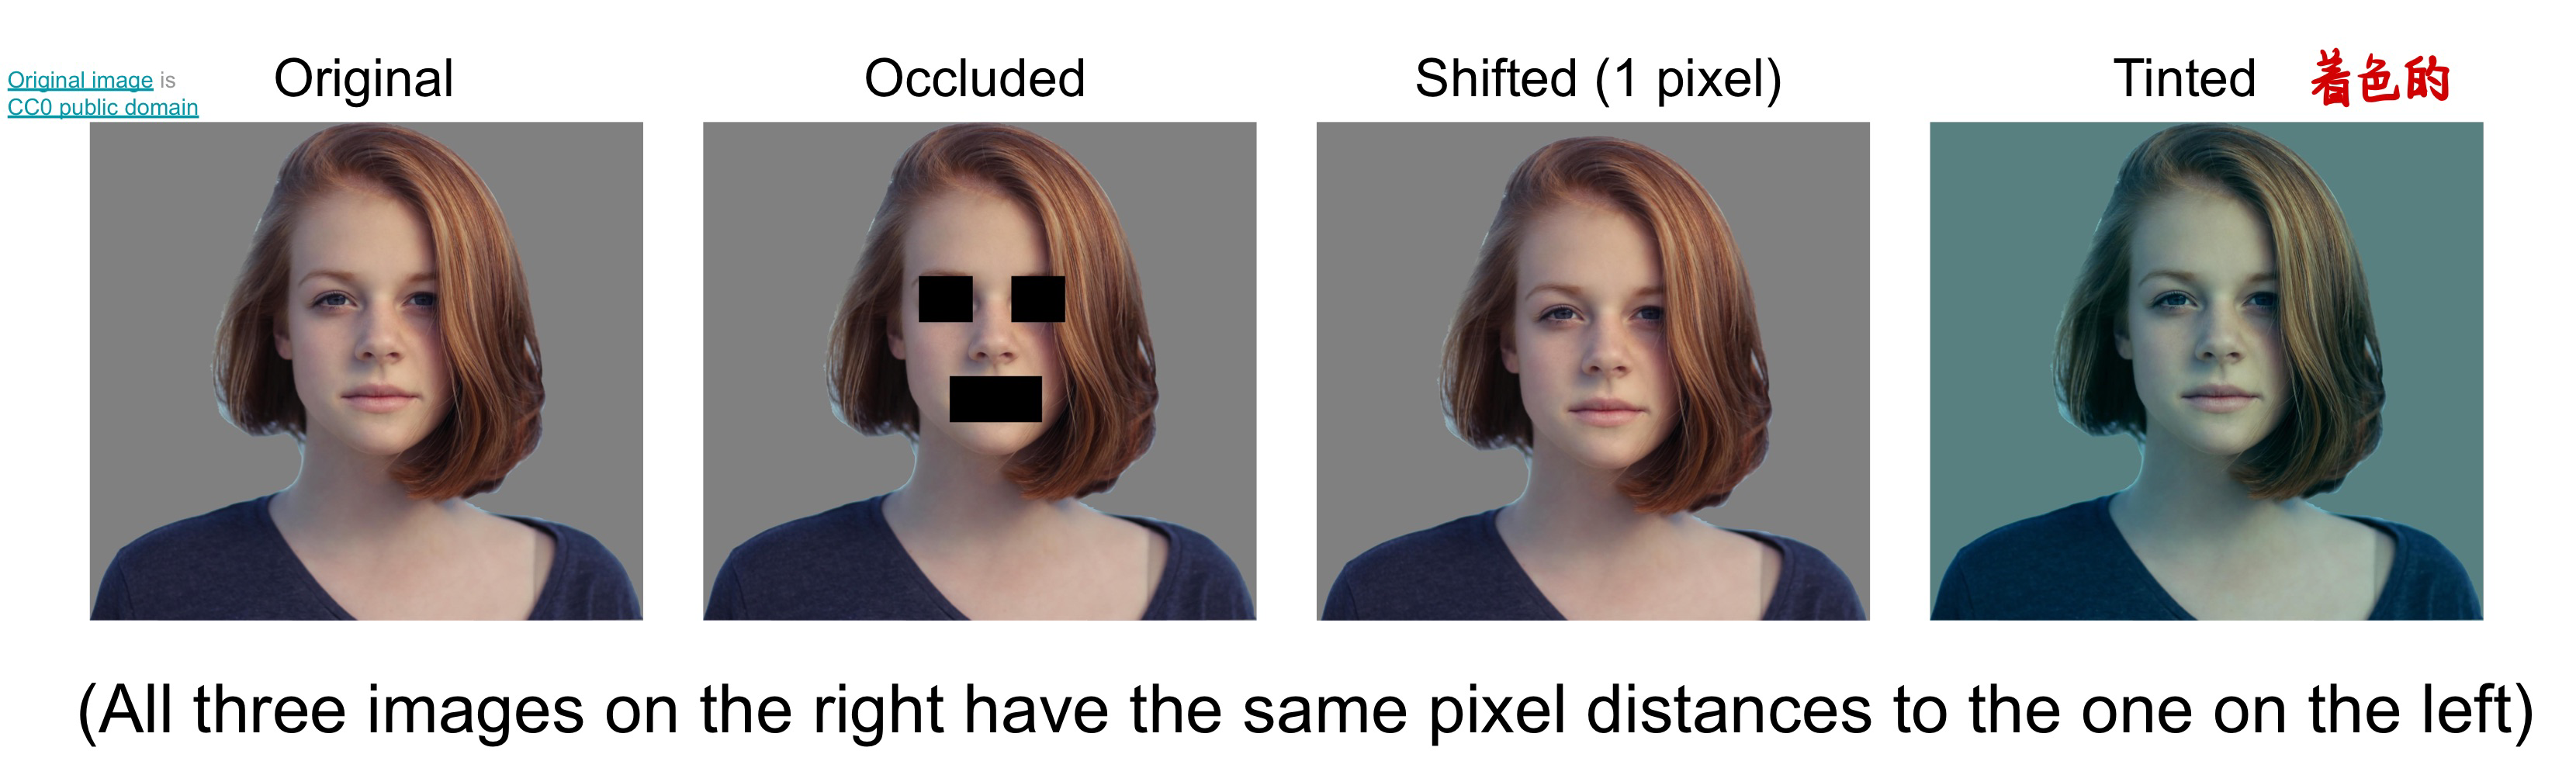 Original image is
CC0 public domain
Original
Occluded
Shifted (1 pixel)
Tinted 着色的
(All three images on the right have the same pixel distances to the one on the left)